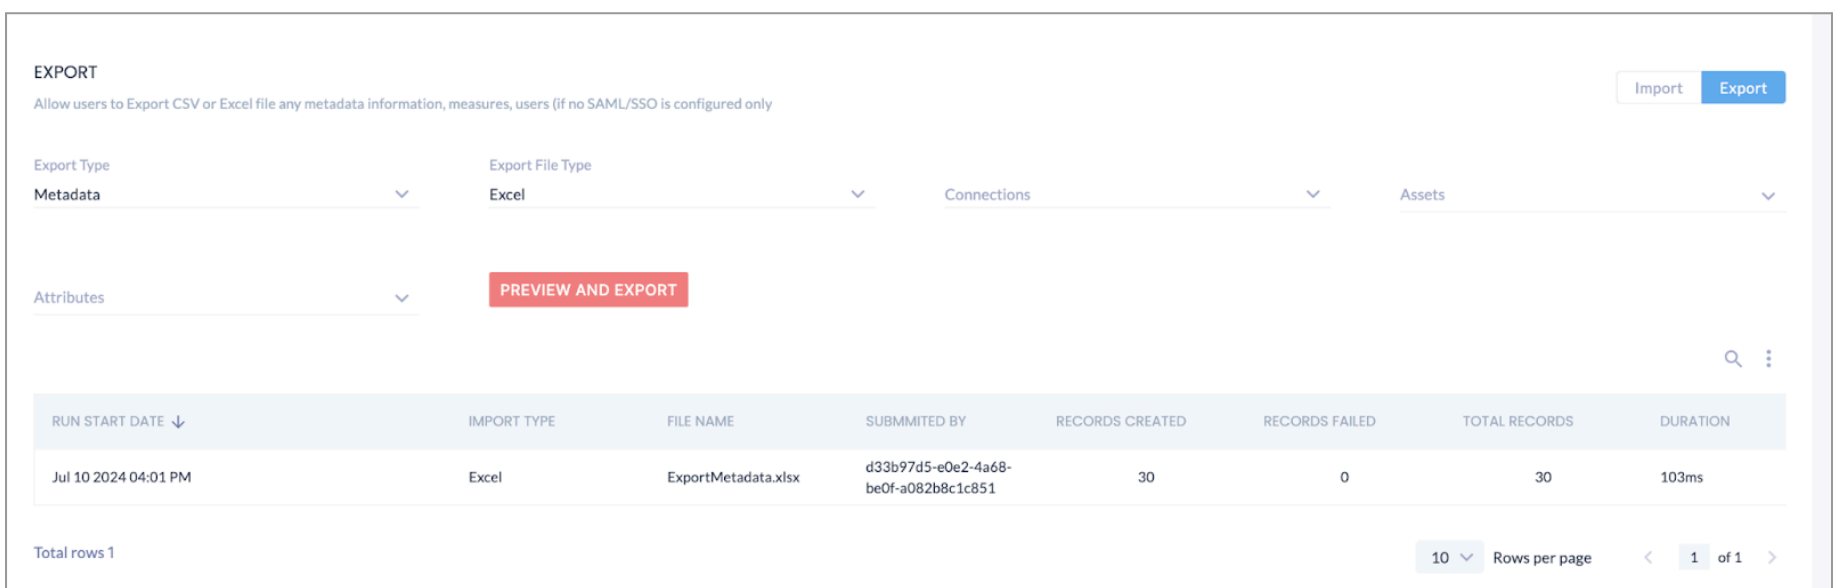 EXPORT
Allow users to Export CSV or Excel file any metadata information, measures, users (if no SAML/SSO is configured only
Import Export
Export Type Export File Type
Metadata Excel Connections Assets
Attributes PREVIEW AND EXPORT
RUN START DATE IMPORT TYPE FILE NAME SUBMMITED BY RECORDS CREATED RECORDS FAILED TOTAL RECORDS DURATION
Jul 10 2024 04:01 PM Excel ExportMetadata.xlsx d33b97d5-e0e2-4a68- 30 0 30 103ms
be0f-a082b8c1c851
Total rows 1 10 Rows per page 1 of 1